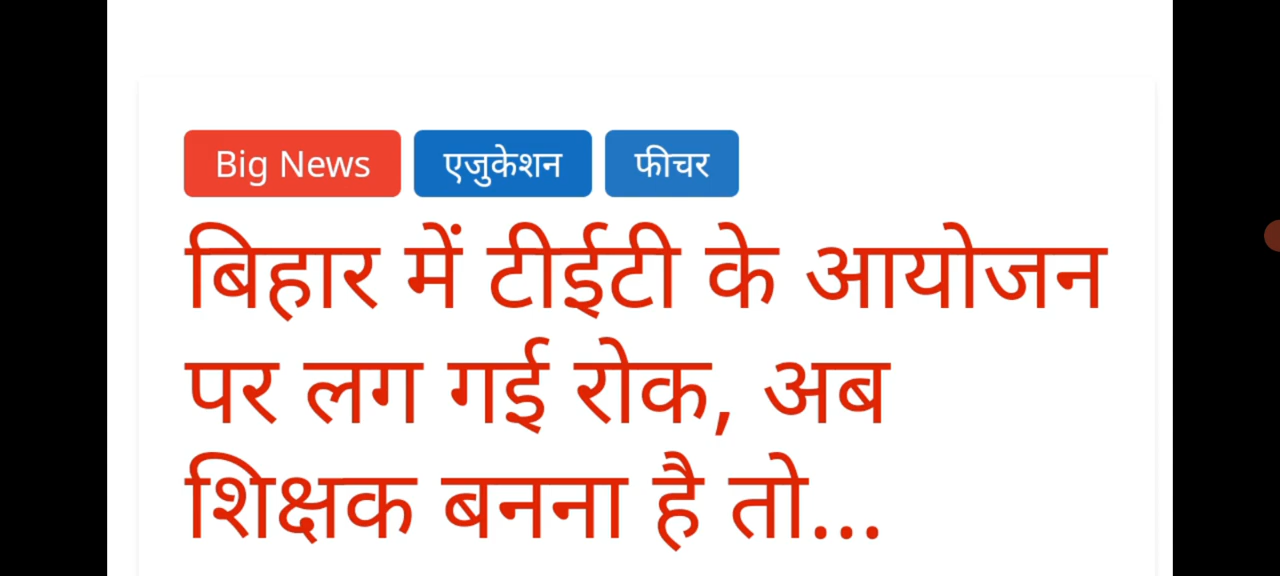 Big News एजुकेशन फीचर
बिहार में टीईटी के आयोजन
पर लग गई रोक, अब
शिक्षक बनना है तो...